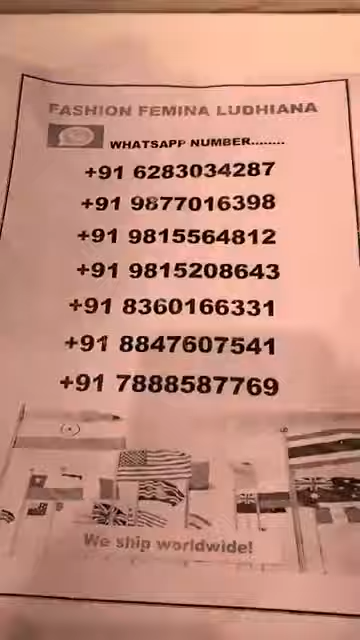 FASHION FEMINA LUDHIANA
WHATSAPP NUMBER........
+91 6283034287
+91 9877016398
+91 9815564812
+91 9815208643
+91 8360166331
+91 8847607541
+91 7888587769
We ship worldwide!